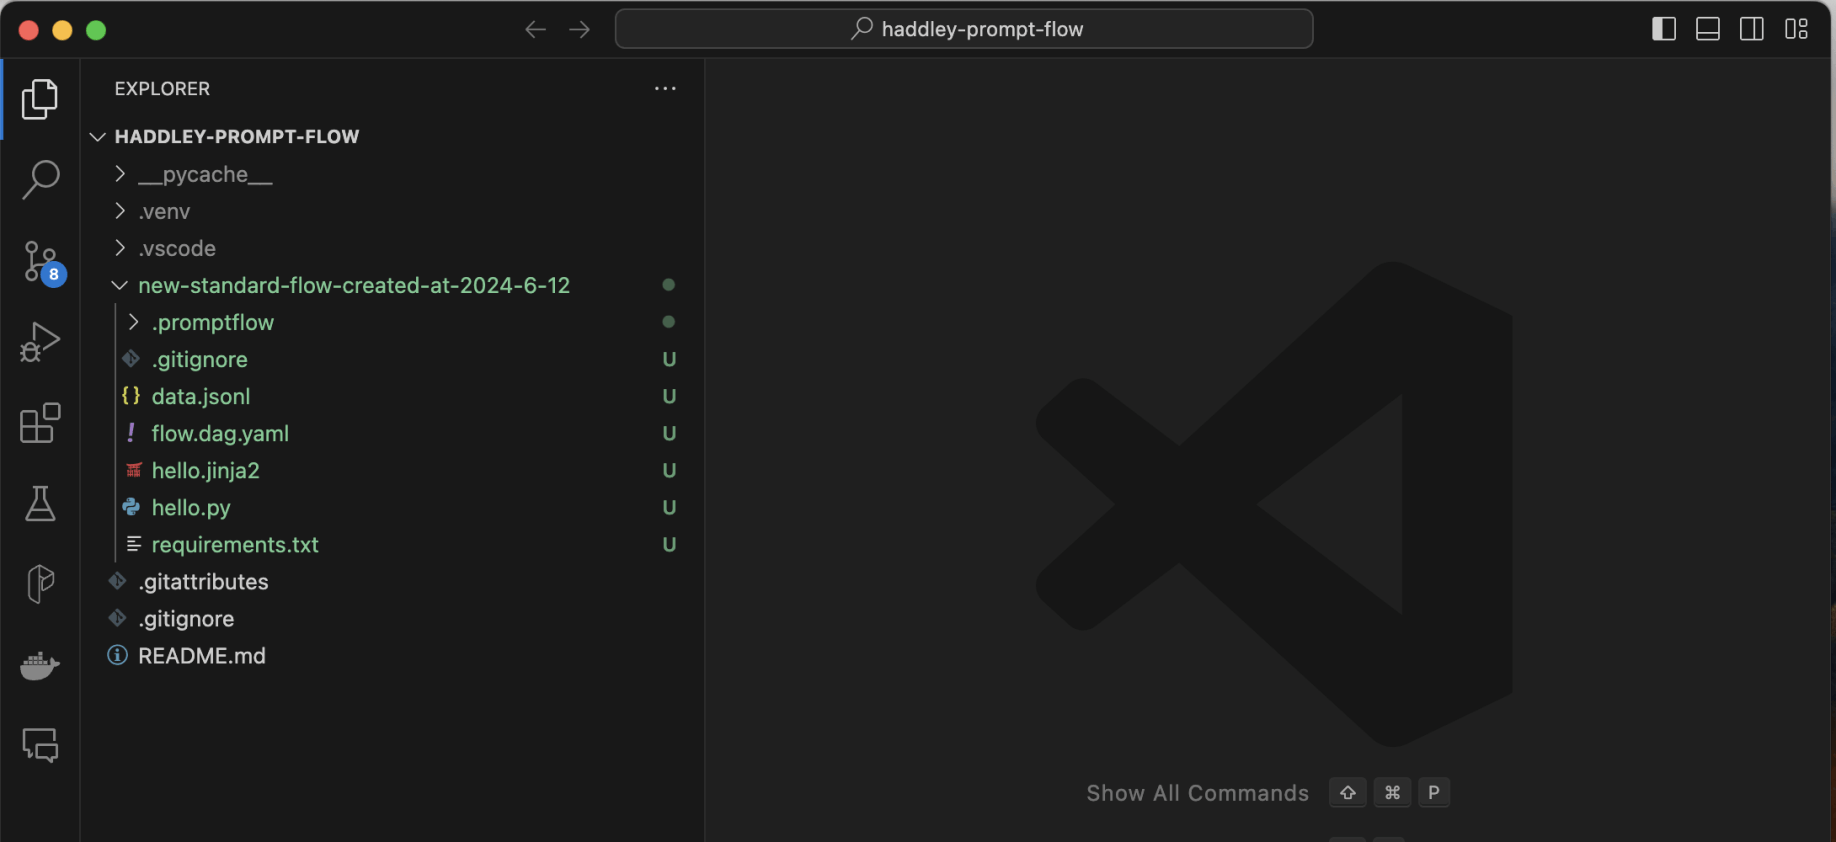 haddley-prompt-flow
EXPLORER
HADDLEY-PROMPT-FLOW
__pycache__
.venv
.vscode
8
new-standard-flow-created-at-2024-6-12
.promptflow
.gitignore U
{} data.jsonl U
! flow.dag.yaml U
hello.jinja2 U
hello.py U
requirements.txt U
.gitattributes
.gitignore
README.md
Show All Commands ⇧ ⌘ P